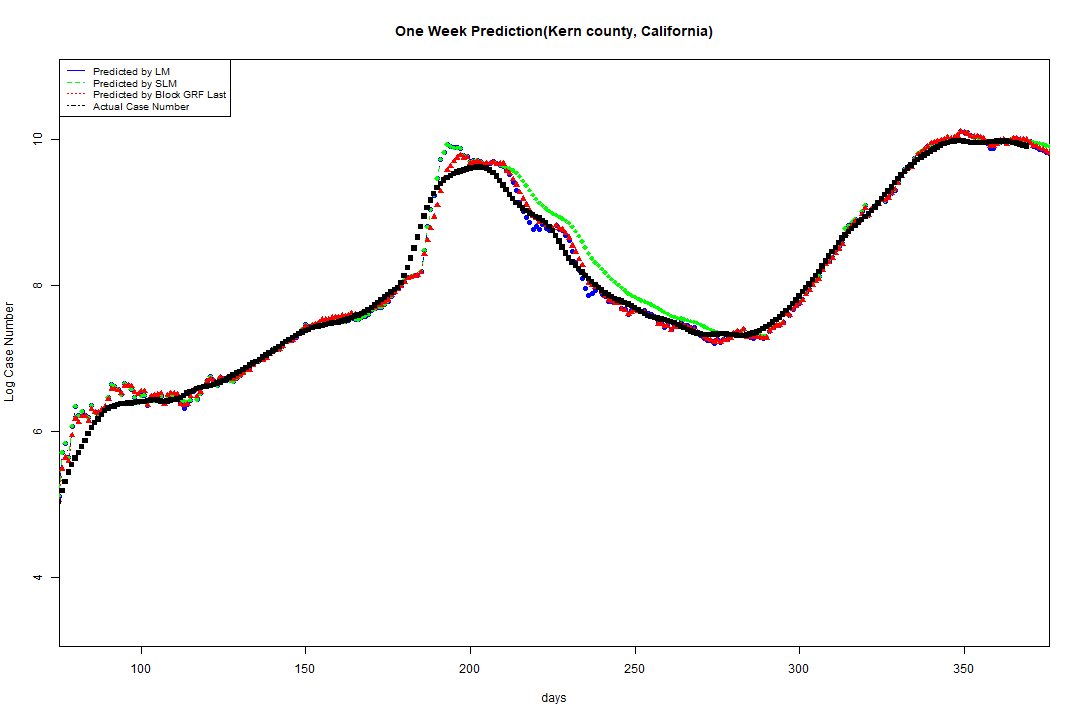 One Week Prediction(Kern county, California)
Predicted by LM
Predicted by SLM
Predicted by Block GRF Last
Actual Case Number
10
8
6
4
Log Case Number
100 150 200 250 300 350
days